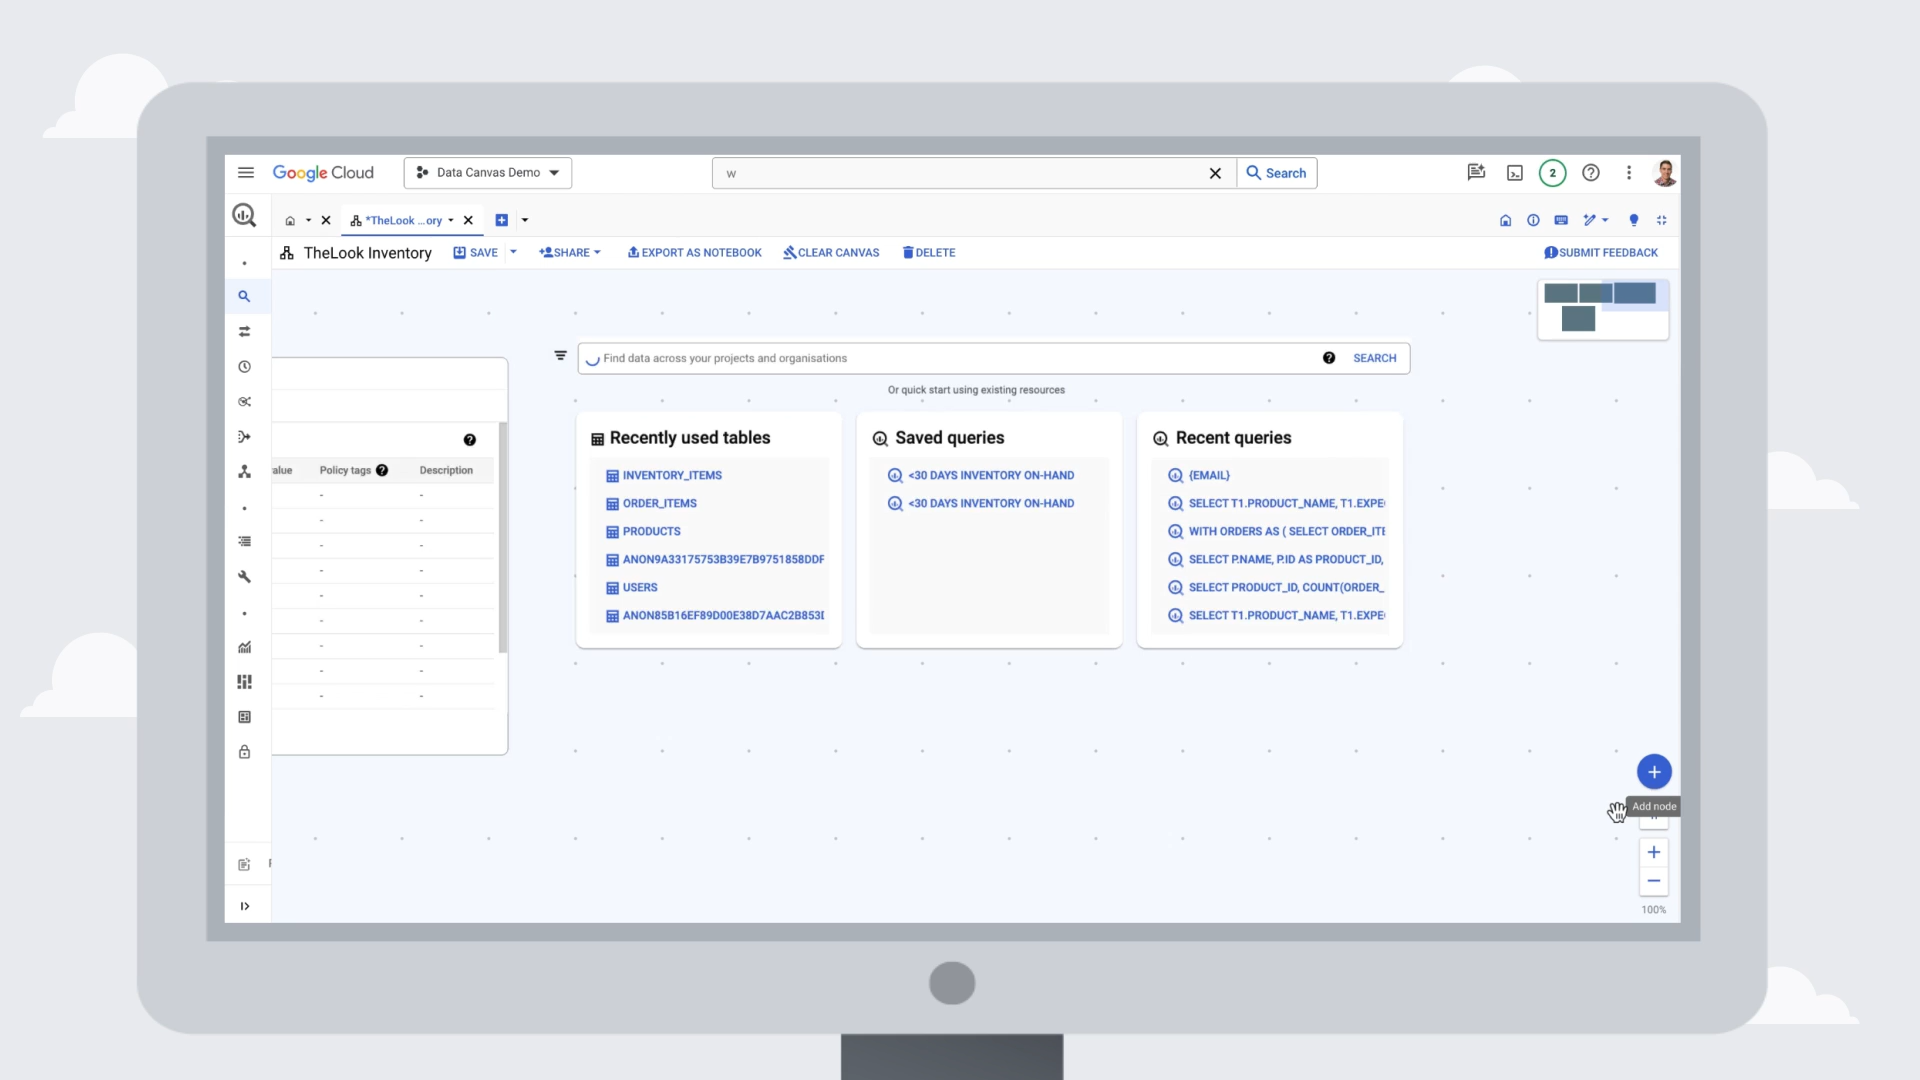 Google Cloud
Data Canvas Demo
w
Search
2
*TheLook ...ory
TheLook Inventory
SAVE
SHARE
EXPORT AS NOTEBOOK
CLEAR CANVAS
DELETE
SUBMIT FEEDBACK
Find data across your projects and organisations
SEARCH
Or quick start using existing resources
alue
Policy tags
Description
- -
- -
- -
- -
- -
- -
- -
- -
- -
Recently used tables
INVENTORY_ITEMS
ORDER_ITEMS
PRODUCTS
ANON9A33175753B39E7B9751858DDF
USERS
ANON85B16EF89D00E38D7AAC2B853
Saved queries
<30 DAYS INVENTORY ON-HAND
<30 DAYS INVENTORY ON-HAND
Recent queries
{EMAIL}
SELECT T1.PRODUCT_NAME, T1.EXPE
WITH ORDERS AS ( SELECT ORDER_ITE
SELECT P.NAME, P.ID AS PRODUCT_ID,
SELECT PRODUCT_ID, COUNT(ORDER_
SELECT T1.PRODUCT_NAME, T1.EXPE
Add node
100%